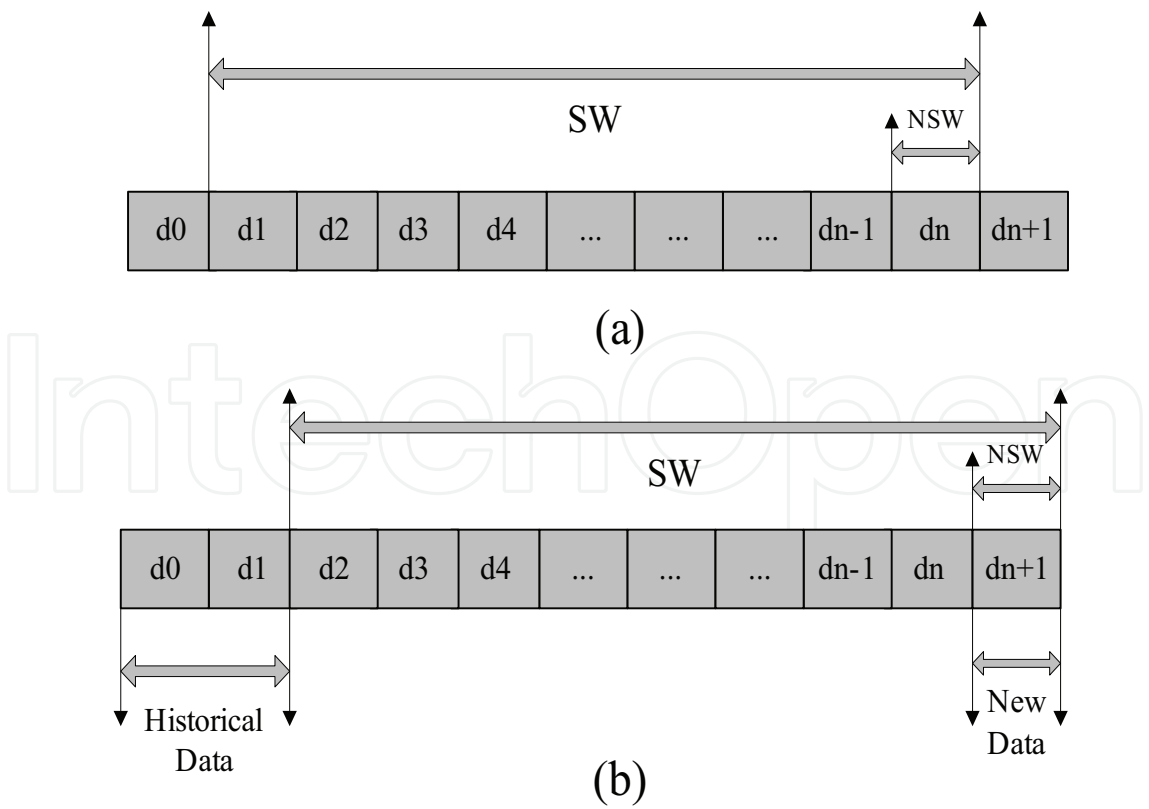 SW
NSW
d0 d1 d2 d3 d4 ... ... ... dn-1 dn dn+1
(a)
IntechOpen
NSW
SW
d0 d1 d2 d3 d4 ... ... ... dn-1 dn dn+1
Historical
Data
New
Data
(b)